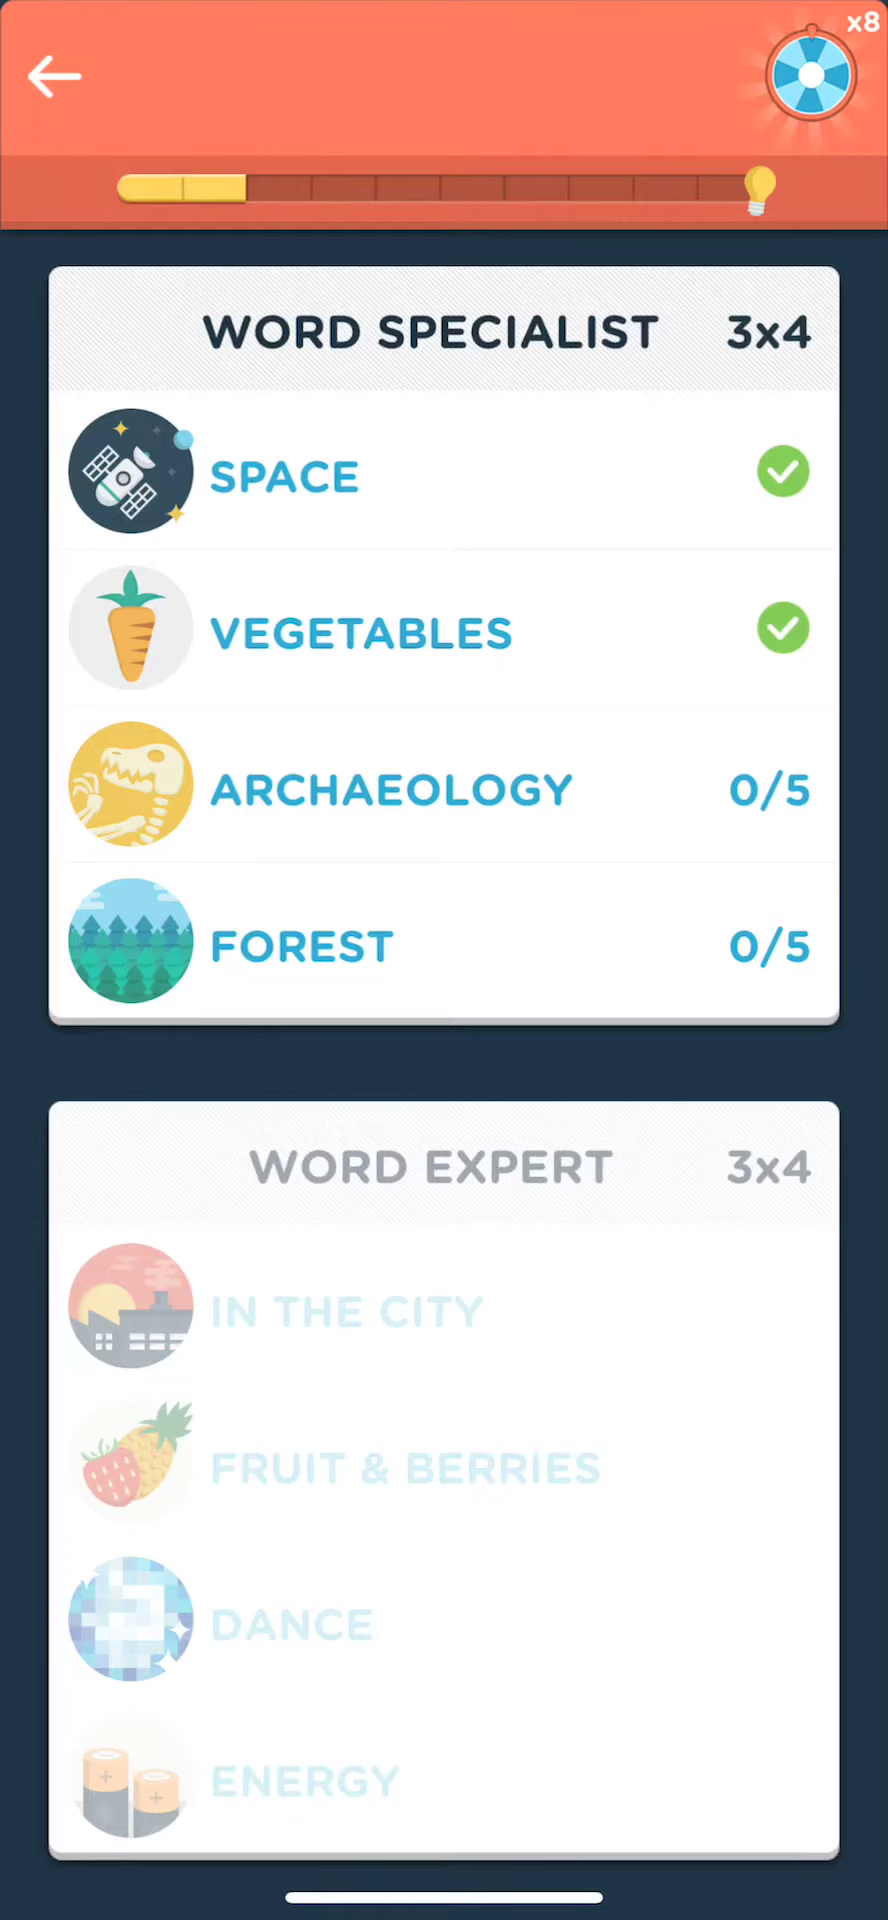 x8
WORD SPECIALIST 3x4
SPACE
VEGETABLES
ARCHAEOLOGY 0/5
FOREST 0/5
WORD EXPERT 3x4
IN THE CITY
FRUIT & BERRIES
DANCE
ENERGY